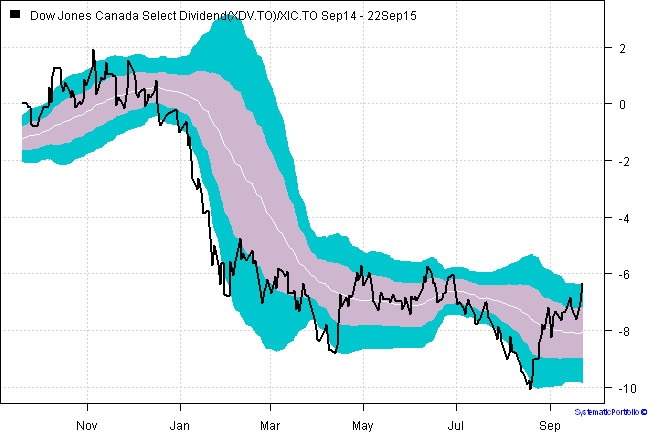 Dow Jones Canada Select Dividend(XDV.TO)/XIC.TO Sep14 - 22Sep15
2
0
-2
-4
-6
-8
-10
Nov Jan Mar May Jul Sep
SystematicPortfolio ©